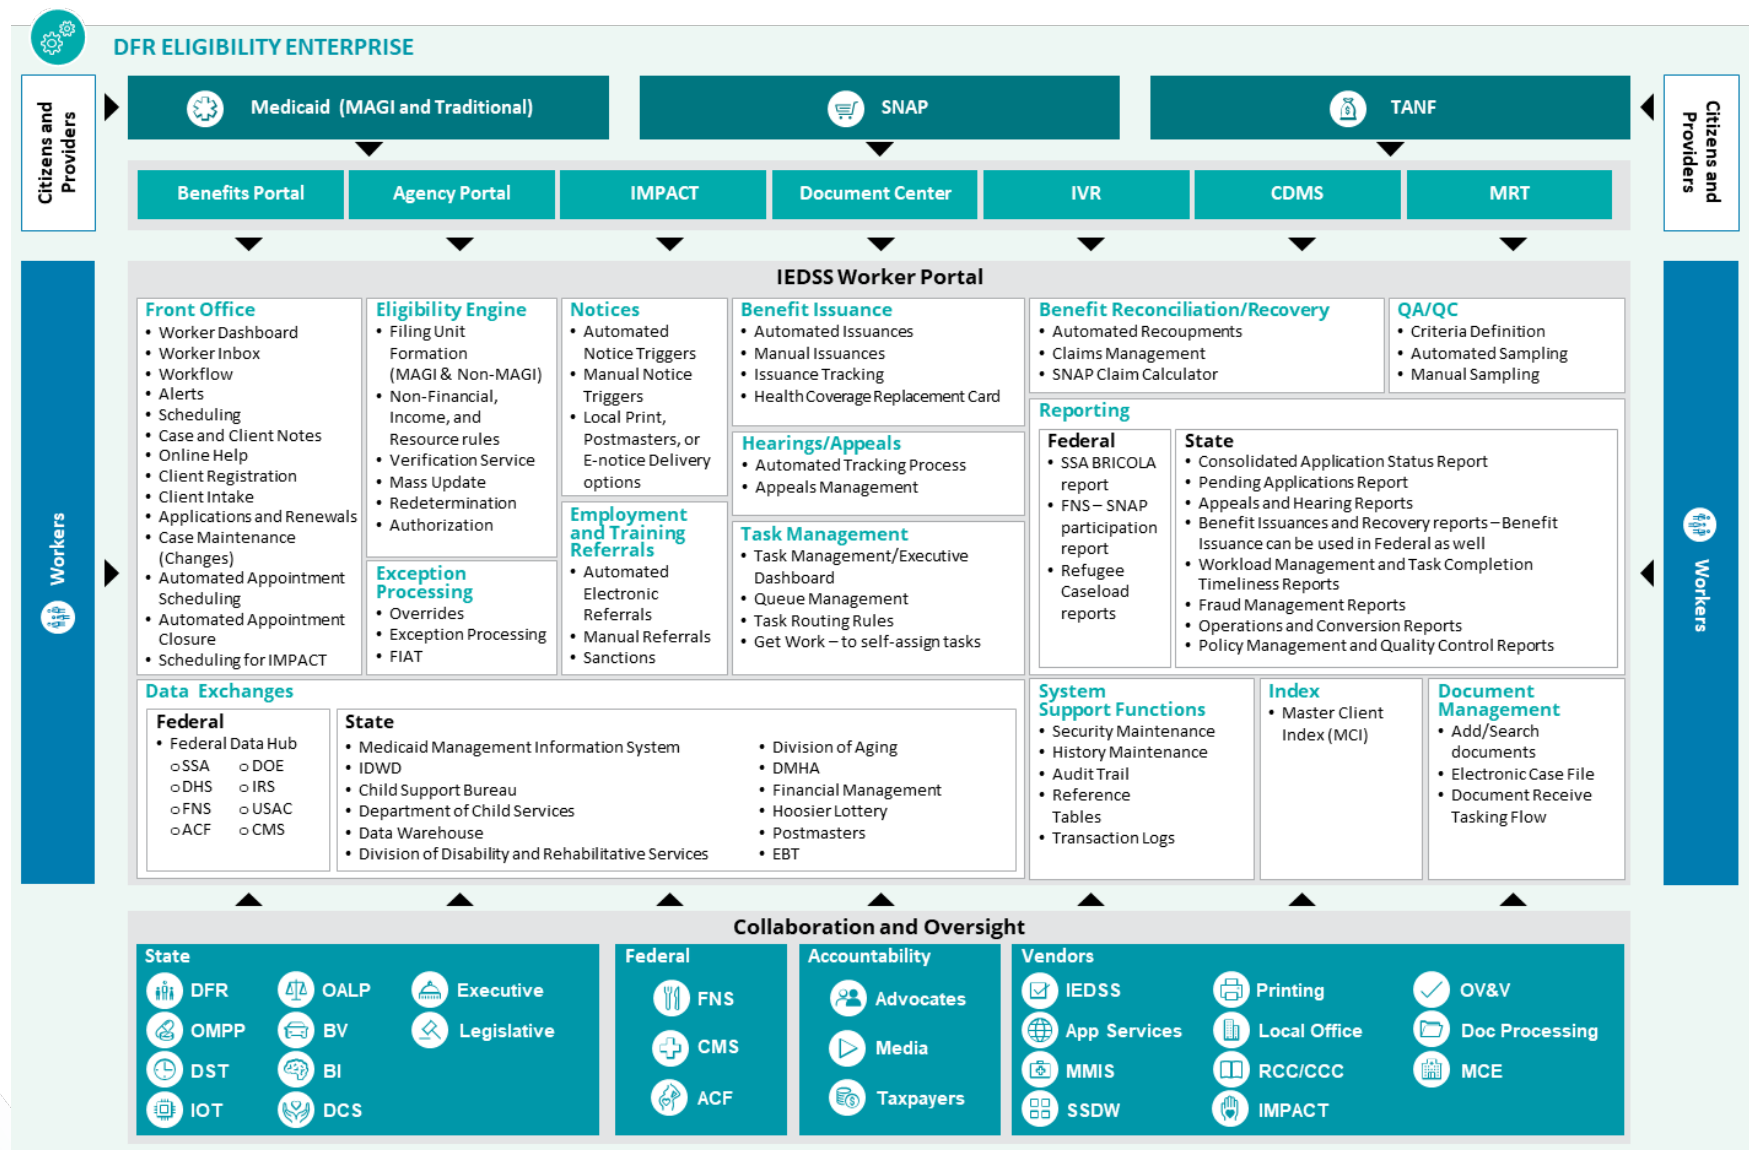 DFR ELIGIBILITY ENTERPRISE
Citizens and
Providers
Medicaid (MAGI and Traditional)
SNAP
TANF
Citizens and
Providers
Benefits Portal
Agency Portal
IMPACT
Document Center
IVR
CDMS
MRT
Workers
IEDSS Worker Portal
Front Office
• Worker Dashboard
• Worker Inbox
• Workflow
• Alerts
• Scheduling
• Case and Client Notes
• Online Help
• Client Registration
• Client Intake
• Applications and Renewals
• Case Maintenance
(Changes)
• Automated Appointment
Scheduling
• Automated Appointment
Closure
• Scheduling for IMPACT
Eligibility Engine
• Filing Unit
Formation
(MAGI & Non-MAGI)
• Non-Financial,
Income, and
Resource rules
• Verification Service
• Mass Update
• Redetermination
• Authorization
Exception
Processing
• Overrides
• Exception Processing
• FIAT
Notices
• Automated
Notice Triggers
• Manual Notice
Triggers
• Local Print,
Postmasters, or
E-notice Delivery
options
Employment
and Training
Referrals
• Automated
Electronic
Referrals
• Manual Referrals
• Sanctions
Benefit Issuance
• Automated Issuances
• Manual Issuances
• Issuance Tracking
• Health Coverage Replacement Card
Hearings/Appeals
• Automated Tracking Process
• Appeals Management
Task Management
• Task Management/Executive
Dashboard
• Queue Management
• Task Routing Rules
• Get Work – to self-assign tasks
Benefit Reconciliation/Recovery
• Automated Recoupments
• Claims Management
• SNAP Claim Calculator
QA/QC
• Criteria Definition
• Automated Sampling
• Manual Sampling
Reporting
Federal
• SSA BRICOLA
report
• FNS – SNAP
participation
report
• Refugee
Caseload
reports
State
• Consolidated Application Status Report
• Pending Applications Report
• Appeals and Hearing Reports
• Benefit Issuances and Recovery reports – Benefit
Issuance can be used in Federal as well
• Workload Management and Task Completion
Timeliness Reports
• Fraud Management Reports
• Operations and Conversion Reports
• Policy Management and Quality Control Reports
Data Exchanges
Federal
• Federal Data Hub
o SSA o DOE
o DHS o IRS
o FNS o USAC
o ACF o CMS
State
• Medicaid Management Information System
• IDWD
• Child Support Bureau
• Department of Child Services
• Data Warehouse
• Division of Disability and Rehabilitative Services
• Division of Aging
• DMHA
• Financial Management
• Hoosier Lottery
• Postmasters
• EBT
System
Support Functions
• Security Maintenance
• History Maintenance
• Audit Trail
• Reference
Tables
• Transaction Logs
Index
• Master Client
Index (MCI)
Document
Management
• Add/Search
documents
• Electronic Case File
• Document Receive
Tasking Flow
Workers
Collaboration and Oversight
State
DFR
OMPP
DST
IOT
OALP
BV
BI
DCS
Executive
Legislative
Federal
FNS
CMS
ACF
Accountability
Advocates
Media
Taxpayers
Vendors
IEDSS
App Services
MMIS
SSDW
Printing
Local Office
RCC/CCC
IMPACT
OV&V
Doc Processing
MCE